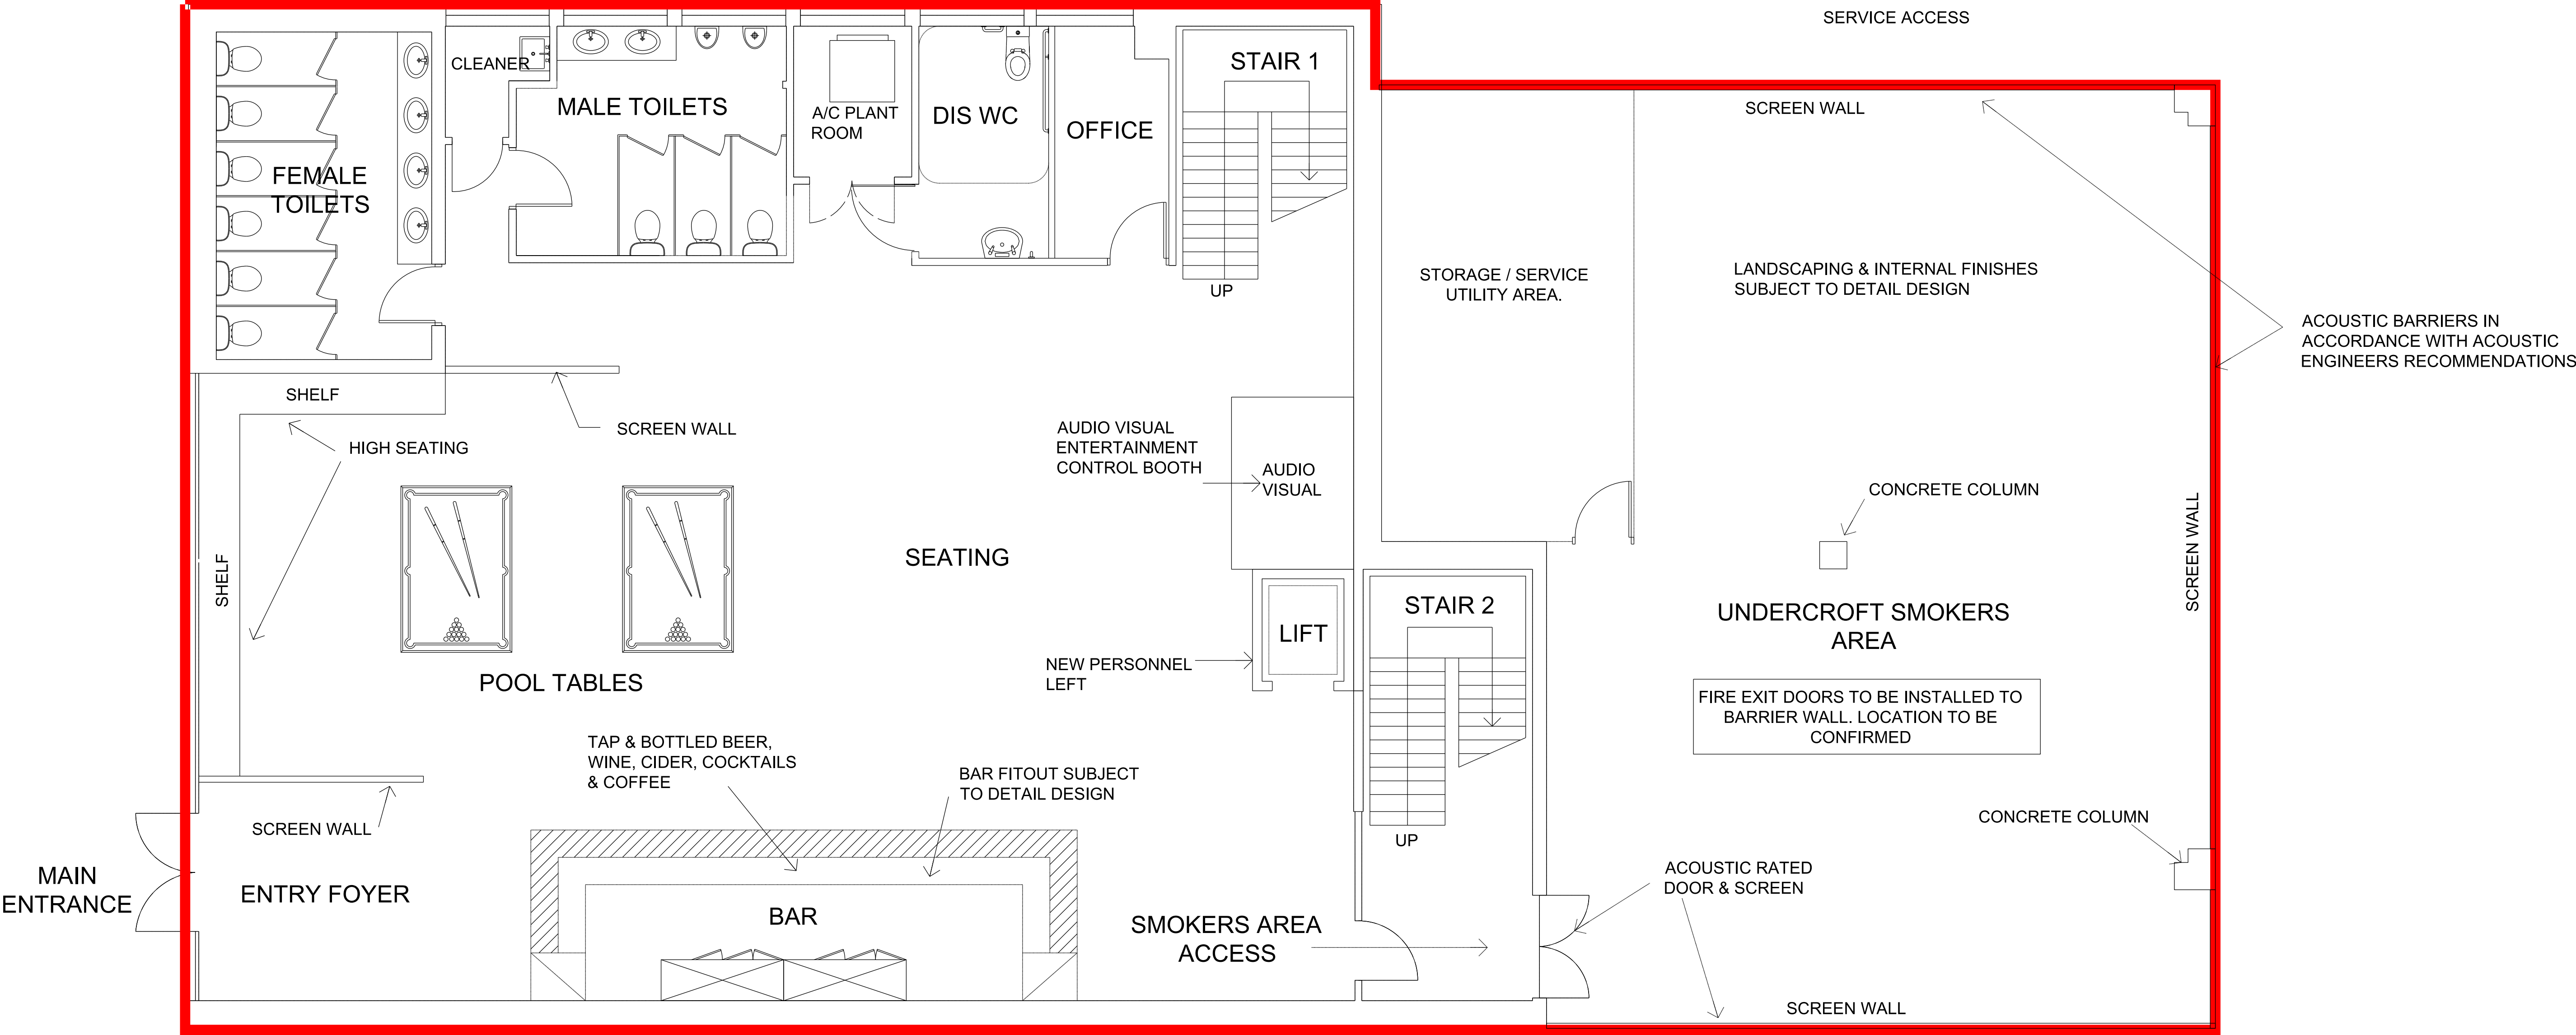 SERVICE ACCESS
CLEANER
MALE TOILETS
A/C PLANT
ROOM
DIS WC
OFFICE
STAIR 1
UP
SCREEN WALL
FEMALE
TOILETS
STORAGE / SERVICE
UTILITY AREA.
LANDSCAPING & INTERNAL FINISHES
SUBJECT TO DETAIL DESIGN
ACOUSTIC BARRIERS IN
ACCORDANCE WITH ACOUSTIC
ENGINEERS RECOMMENDATIONS
SHELF
HIGH SEATING
SCREEN WALL
AUDIO VISUAL
ENTERTAINMENT
CONTROL BOOTH
AUDIO
VISUAL
CONCRETE COLUMN
SCREEN WALL
SHELF
SEATING
STAIR 2
LIFT
UNDERCROFT SMOKERS
AREA
NEW PERSONNEL
LEFT
POOL TABLES
FIRE EXIT DOORS TO BE INSTALLED TO
BARRIER WALL. LOCATION TO BE
CONFIRMED
TAP & BOTTLED BEER,
WINE, CIDER, COCKTAILS
& COFFEE
BAR FITOUT SUBJECT
TO DETAIL DESIGN
SCREEN WALL
UP
CONCRETE COLUMN
MAIN
ENTRANCE
ENTRY FOYER
BAR
SMOKERS AREA
ACCESS
ACOUSTIC RATED
DOOR & SCREEN
SCREEN WALL